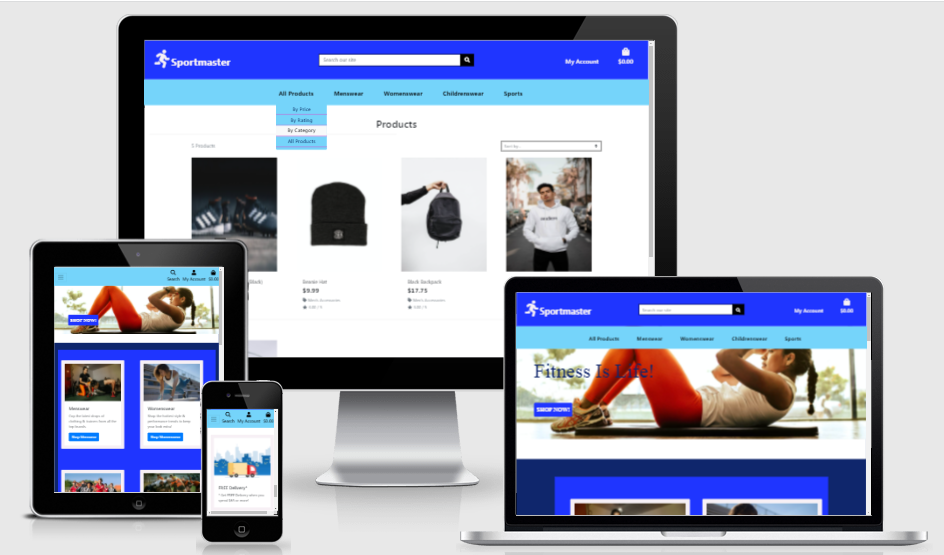 Sportmaster
Search our site
My Account
$0.00
All Products
Menswear
Womenswear
Childrenswear
Sports
By Price
By Rating
By Category
All Products
Products
5 Products
Sort by...
Black)
Sneaker Hat
$9.99
Men's Accessories
Black Backpack
$17.75
Men's Accessories
Search
My Account
$0.00
SHOP NOW!
Menswear
Shop Menswear
Womenswear
Shop Womenswear
Search
My Account
$0.00
FAST Delivery*
Sportmaster
Search our site
My Account
$0.00
All Products
Menswear
Womenswear
Childrenswear
Sports
Fitness Is Life!
SHOP NOW!